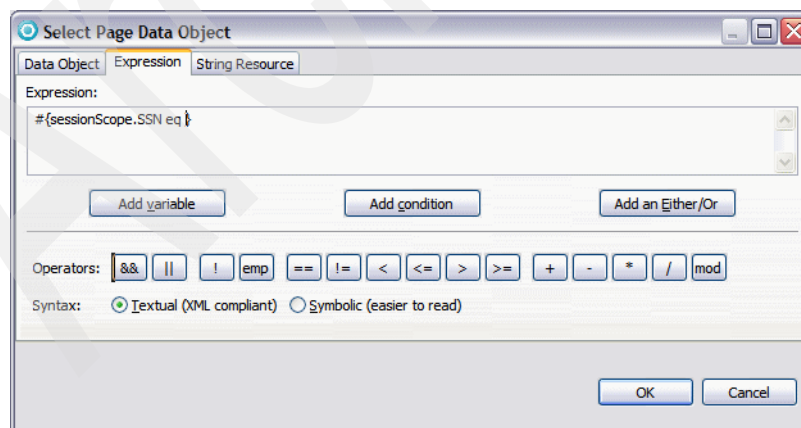 Select Page Data Object
Data Object Expression String Resource
Expression:
#{sessionScope.SSN eq }
Add variable Add condition Add an Either/Or
Operators: && || ! emp == != < <= > >= + - * / mod
Syntax: Textual (XML compliant) Symbolic (easier to read)
OK Cancel